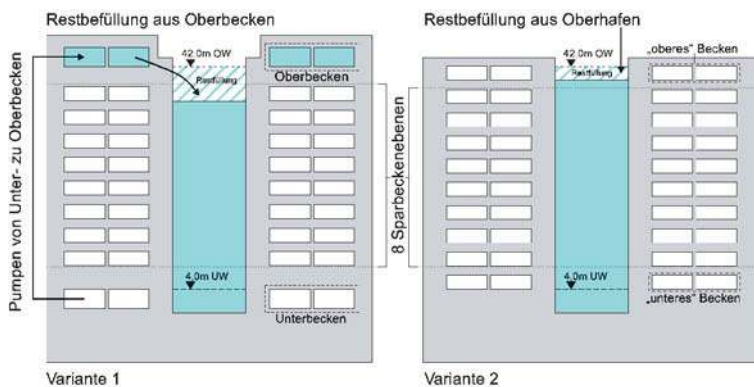 Restbefüllung aus Oberbecken
42.0m OW
Restfüllung
Oberbecken
Pumpen von Unter- zu Oberbecken
4.0m UW
Unterbecken
Variante 1
8 Sparbeckenebenen
Restbefüllung aus Oberhafen
42.0m OW
Restfüllung
„oberes“ Becken
4.0m UW
„unteres“ Becken
Variante 2